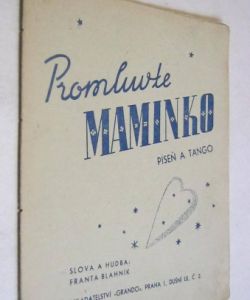 Promluvte
MAMINKO
PÍSEŇ A TANGO
SLOVA A HUDBA:
FRANTA BLAHNÍK
NAKLADATELSTVÍ «GRANDO», PRAHA I, DUŠNÍ UL. Č. 2.